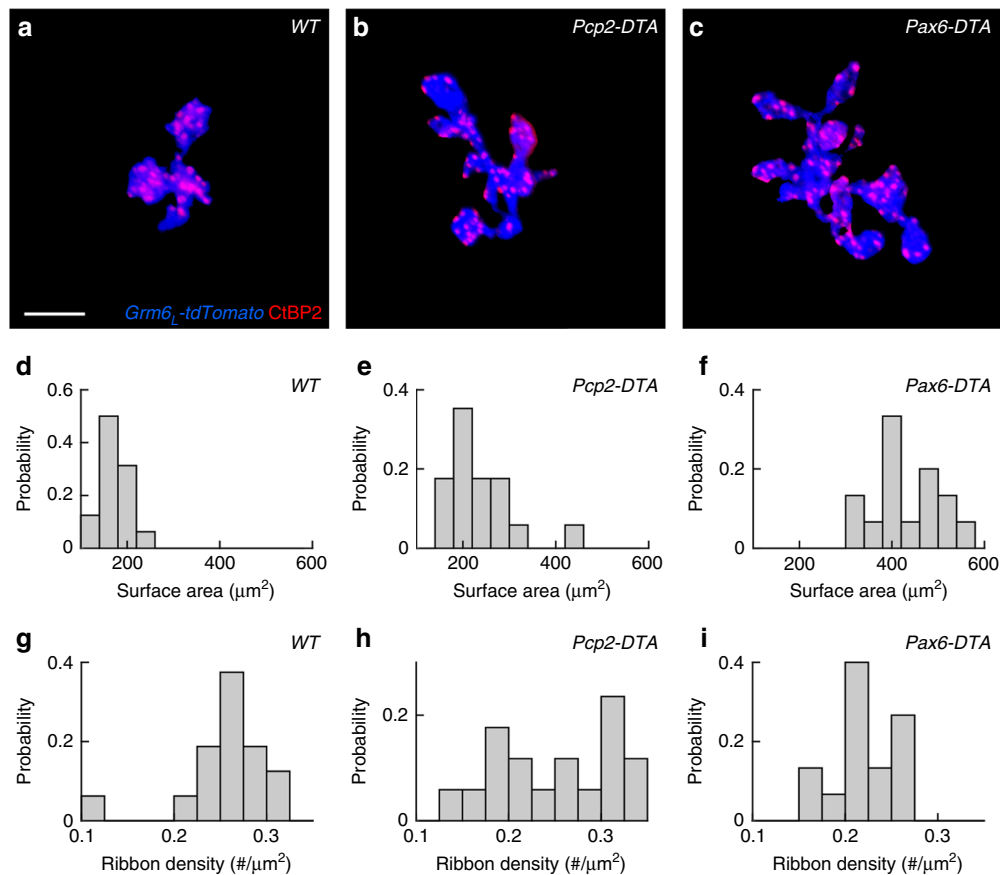 a WT
b Pcp2-DTA
c Pax6-DTA
Grm6L-tdTomato CtBP2
d WT
0.6
0.4
0.2
0
Probability
200 400 600
Surface area (μm2)
e Pcp2-DTA
0.4
0.2
0
Probability
200 400 600
Surface area (μm2)
f Pax6-DTA
0.4
0.2
0
Probability
200 400 600
Surface area (μm2)
g WT
0.4
0.2
0
Probability
0.1 0.2 0.3
Ribbon density (#/μm2)
h Pcp2-DTA
0.2
0
Probability
0.2 0.3
Ribbon density (#/μm2)
i Pax6-DTA
0.4
0.2
0
Probability
0.1 0.2 0.3
Ribbon density (#/μm2)